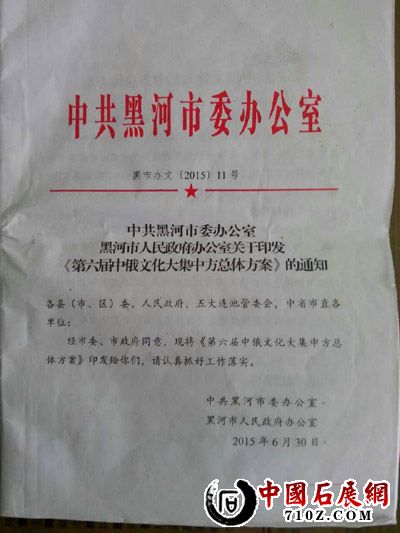 中共黑河市委办公室
黑市办文〔2015〕11号
中共黑河市委办公室
黑河市人民政府办公室关于印发
《第六届中俄文化大集中方总体方案》的通知
各县（市、区）委、人民政府，五大连池管委会，中省市直各
单位：
经市委、市政府同意，现将《第六届中俄文化大集中方总
体方案》印发给你们，请认真抓好工作落实。
中共黑河市委办公室
黑河市人民政府办公室
2015年6月30日
中國石展網
710Z.COM